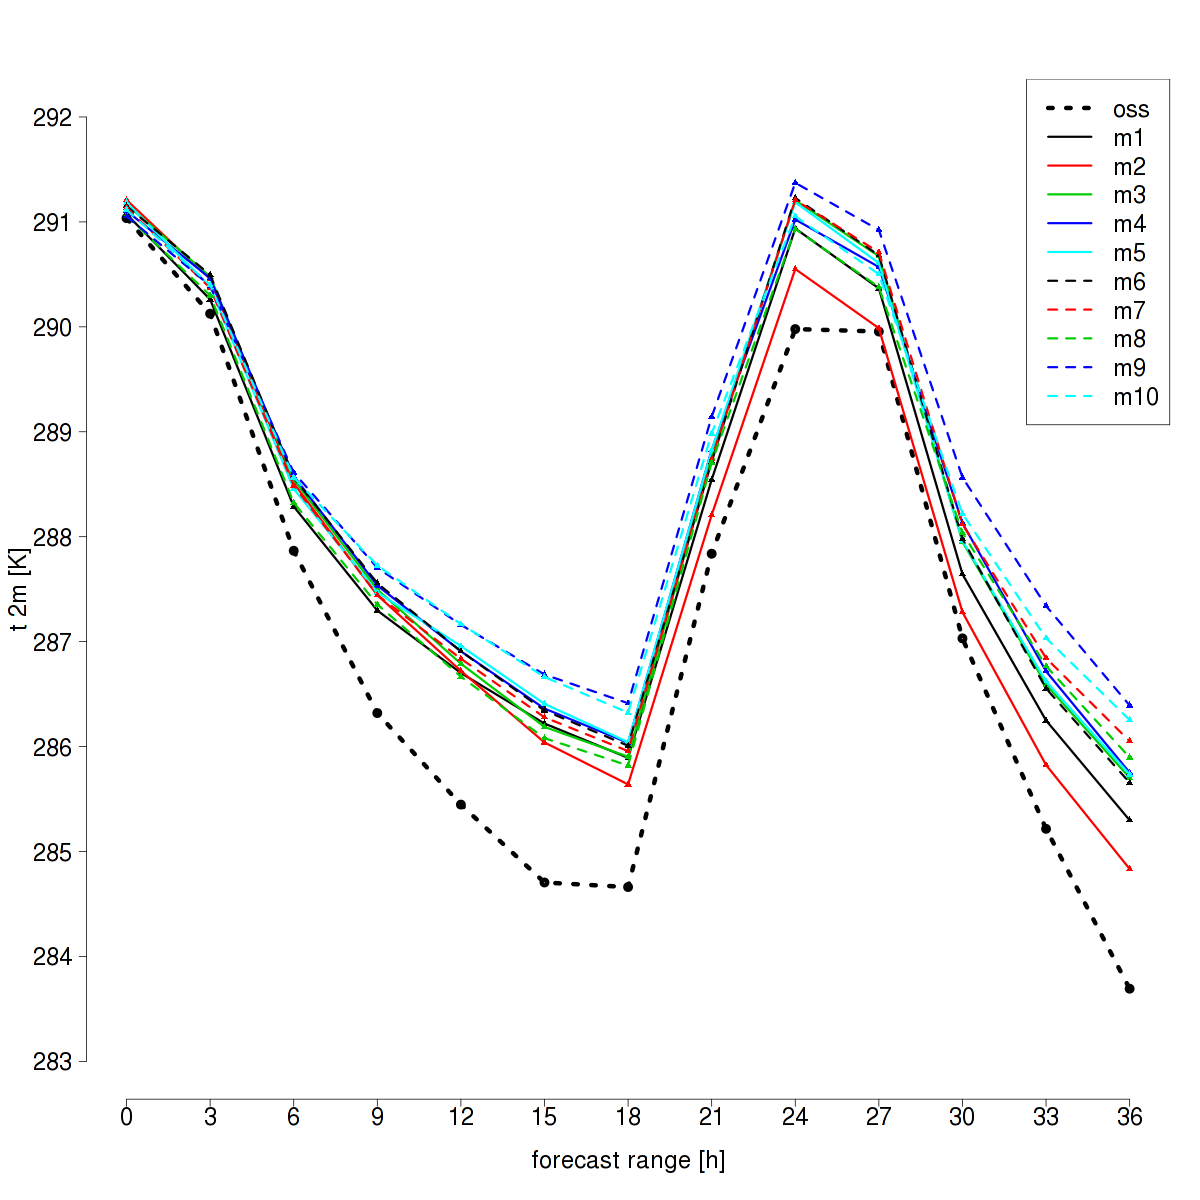 292
291
290
289
288
287
286
285
284
283
t 2m [K]
0 3 6 9 12 15 18 21 24 27 30 33 36
forecast range [h]
oss
m1
m2
m3
m4
m5
m6
m7
m8
m9
m10